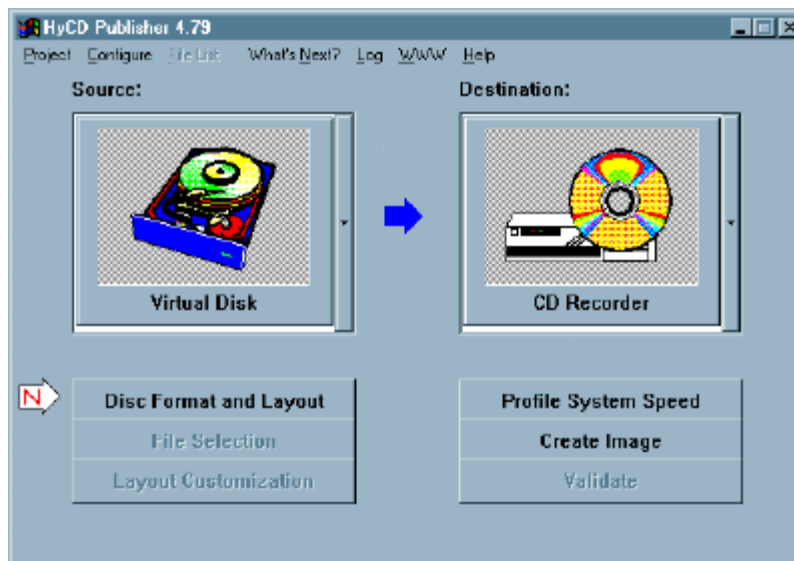 HyCD Publisher 4.79
Project Configure File List What's Next? Log WWW Help
Source: Destination:
Virtual Disk CD Recorder
N
Disc Format and Layout Profile System Speed
File Selection Create Image
Layout Customization Validate